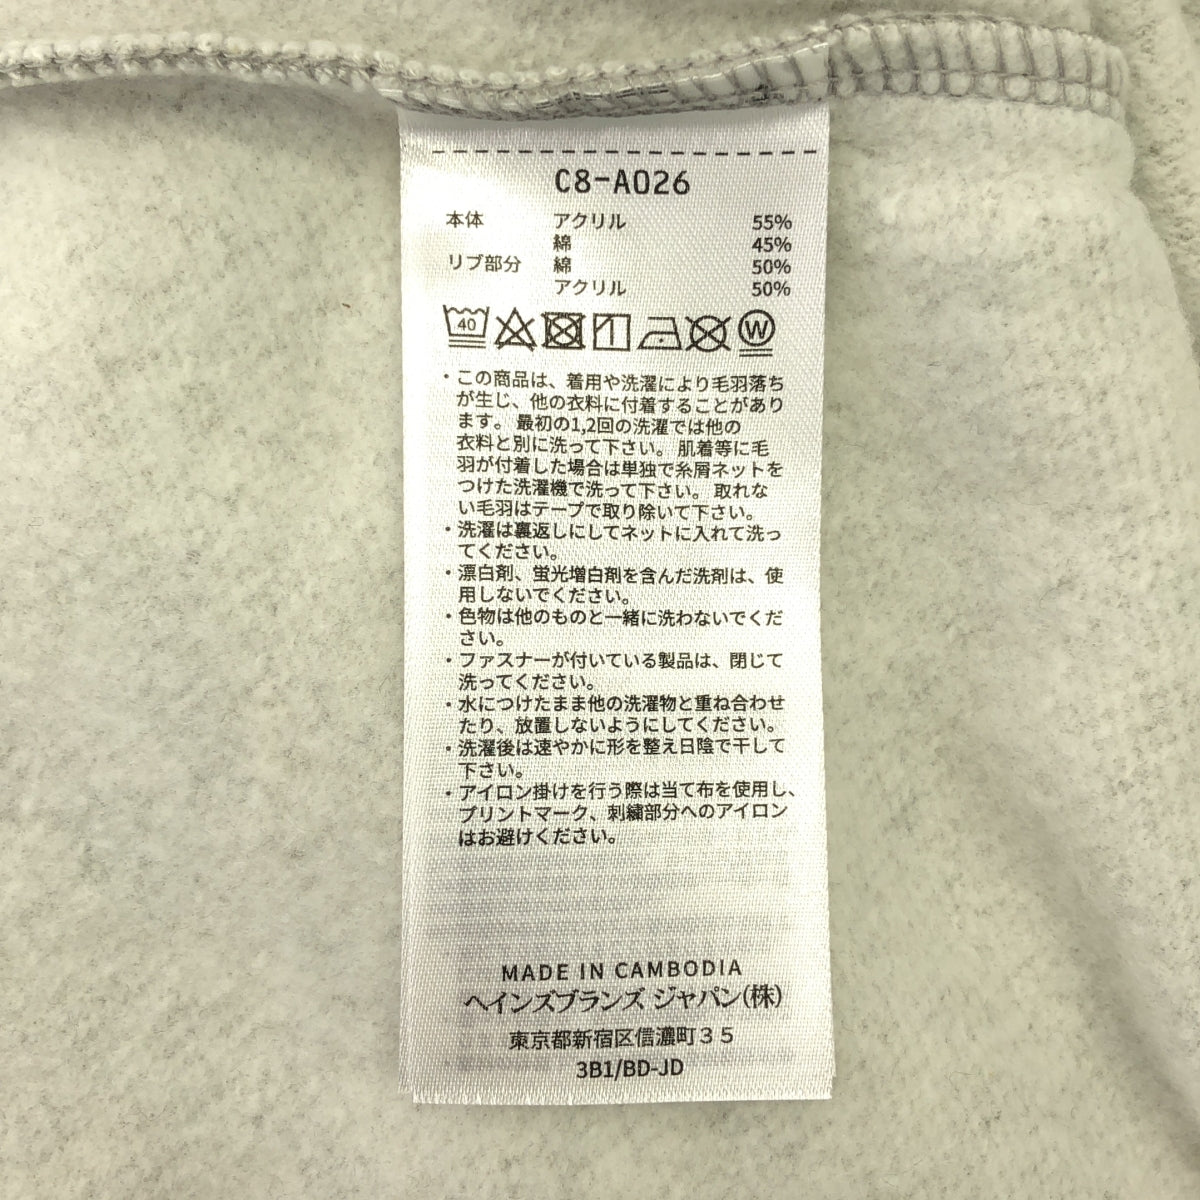 C8-A026
本体 アクリル 55%
綿 45%
リブ部分 綿 50%
アクリル 50%
40 W
・この商品は、着用や洗濯により毛羽落ち
が生じ、他の衣料に付着することがあり
ます。 最初の1,2回の洗濯では他の
衣料と別に洗って下さい。 肌着等に毛
羽が付着した場合は単独で糸屑ネットを
つけた洗濯機で洗って下さい。 取れな
い毛羽はテープで取り除いて下さい。
・洗濯は裏返しにしてネットに入れて洗っ
てください。
・漂白剤、蛍光増白剤を含んだ洗剤は、使
用しないでください。
・色物は他のものと一緒に洗わないでくだ
さい。
・ファスナーが付いている製品は、閉じて
洗ってください。
・水につけたまま他の洗濯物と重ね合わせ
たり、放置しないようにしてください。
・洗濯後は速やかに形を整え日陰で干して
下さい。
・アイロン掛けを行う際は当て布を使用し、
プリントマーク、刺繍部分へのアイロン
はお避けください。
MADE IN CAMBODIA
ヘインズブランズ ジャパン(株)
東京都新宿区信濃町３５
3B1/BD-JD